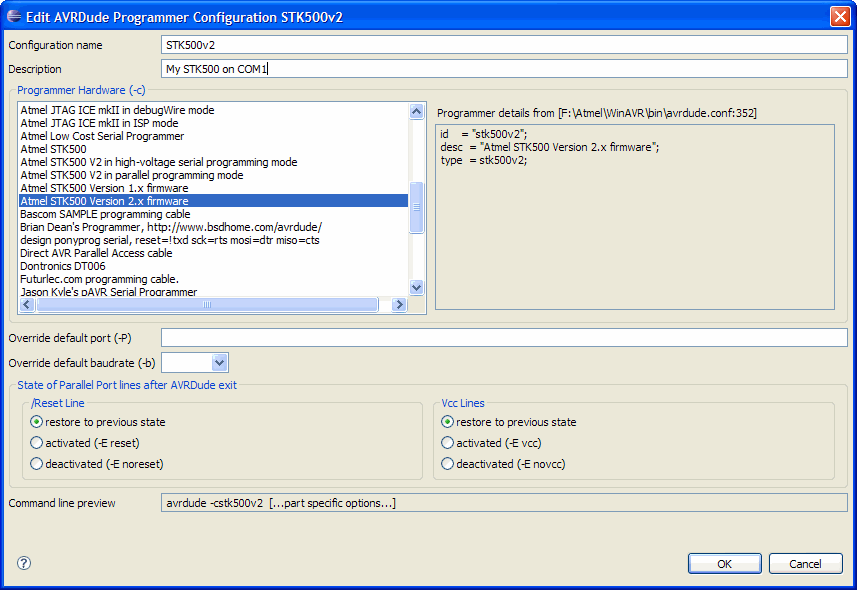 Edit AVRDude Programmer Configuration STK500v2
Configuration name
STK500v2
Description
My STK500 on COM1
Programmer Hardware (-c)
Atmel JTAG ICE mkII in debugWire mode
Atmel JTAG ICE mkII in ISP mode
Atmel Low Cost Serial Programmer
Atmel STK500
Atmel STK500 V2 in high-voltage serial programming mode
Atmel STK500 V2 in parallel programming mode
Atmel STK500 Version 1.x firmware
Atmel STK500 Version 2.x firmware
Bascom SAMPLE programming cable
Brian Dean's Programmer, http://www.bsdhome.com/avrdude/
design ponyprog serial, reset=!txd sck=rts mosi=dtr miso=cts
Direct AVR Parallel Access cable
Dontronics DT006
Futurlec.com programming cable.
Jason Kyle's pAVR Serial Programmer
Programmer details from [F:\Atmel\WinAVR\bin\avrdude.conf:352]
id = "stk500v2";
desc = "Atmel STK500 Version 2.x firmware";
type = stk500v2;
Override default port (-P)
Override default baudrate (-b)
State of Parallel Port lines after AVRDude exit
/Reset Line
restore to previous state
activated (-E reset)
deactivated (-E noreset)
Vcc Lines
restore to previous state
activated (-E vcc)
deactivated (-E novcc)
Command line preview
avrdude -cstk500v2 [...part specific options...]
?
OK
Cancel